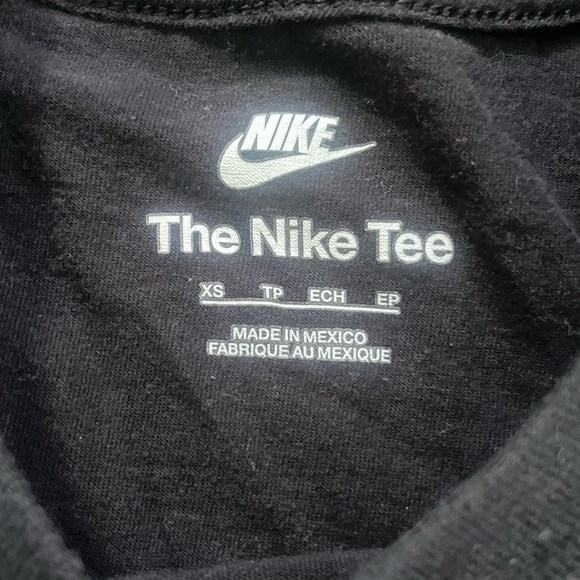 NIKE
The Nike Tee
XS TP ECH EP
MADE IN MEXICO
FABRIQUE AU MEXIQUE